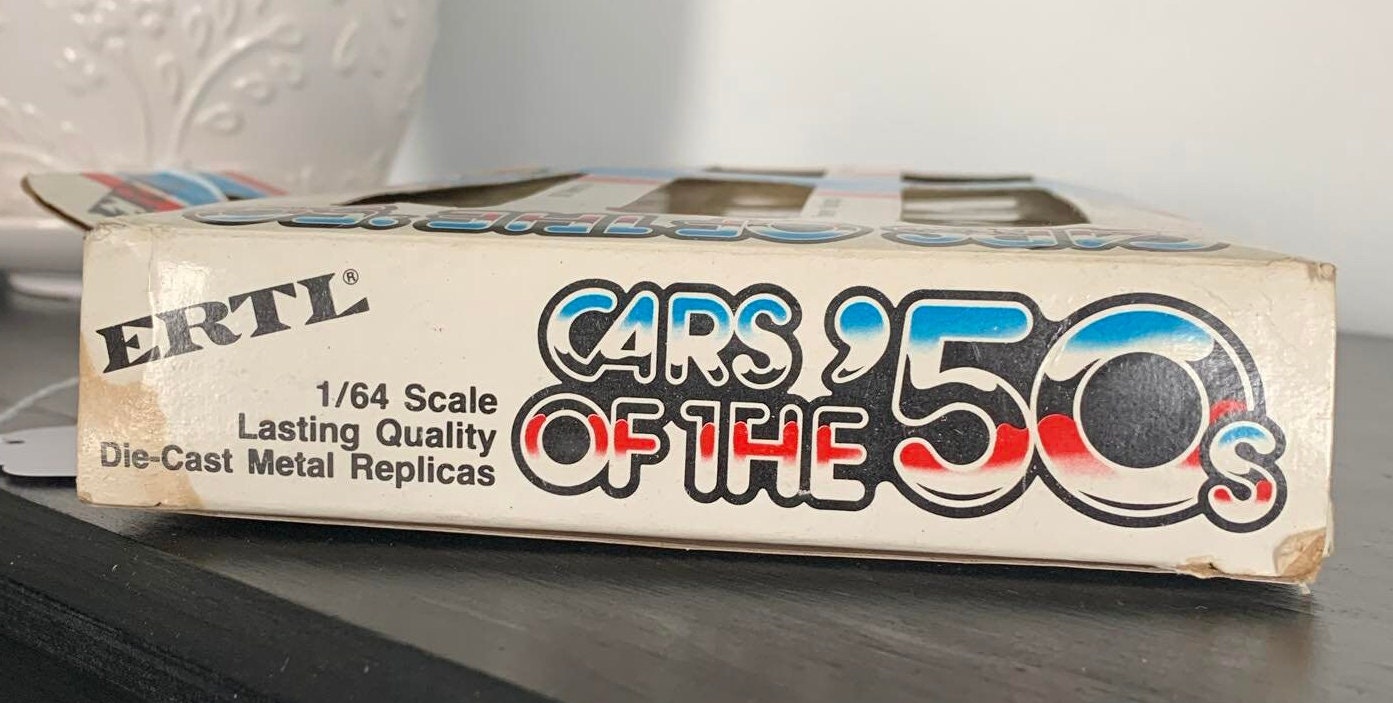 ERTL®
1/64 Scale
Lasting Quality
Die-Cast Metal Replicas
CARS
OF THE
'50s